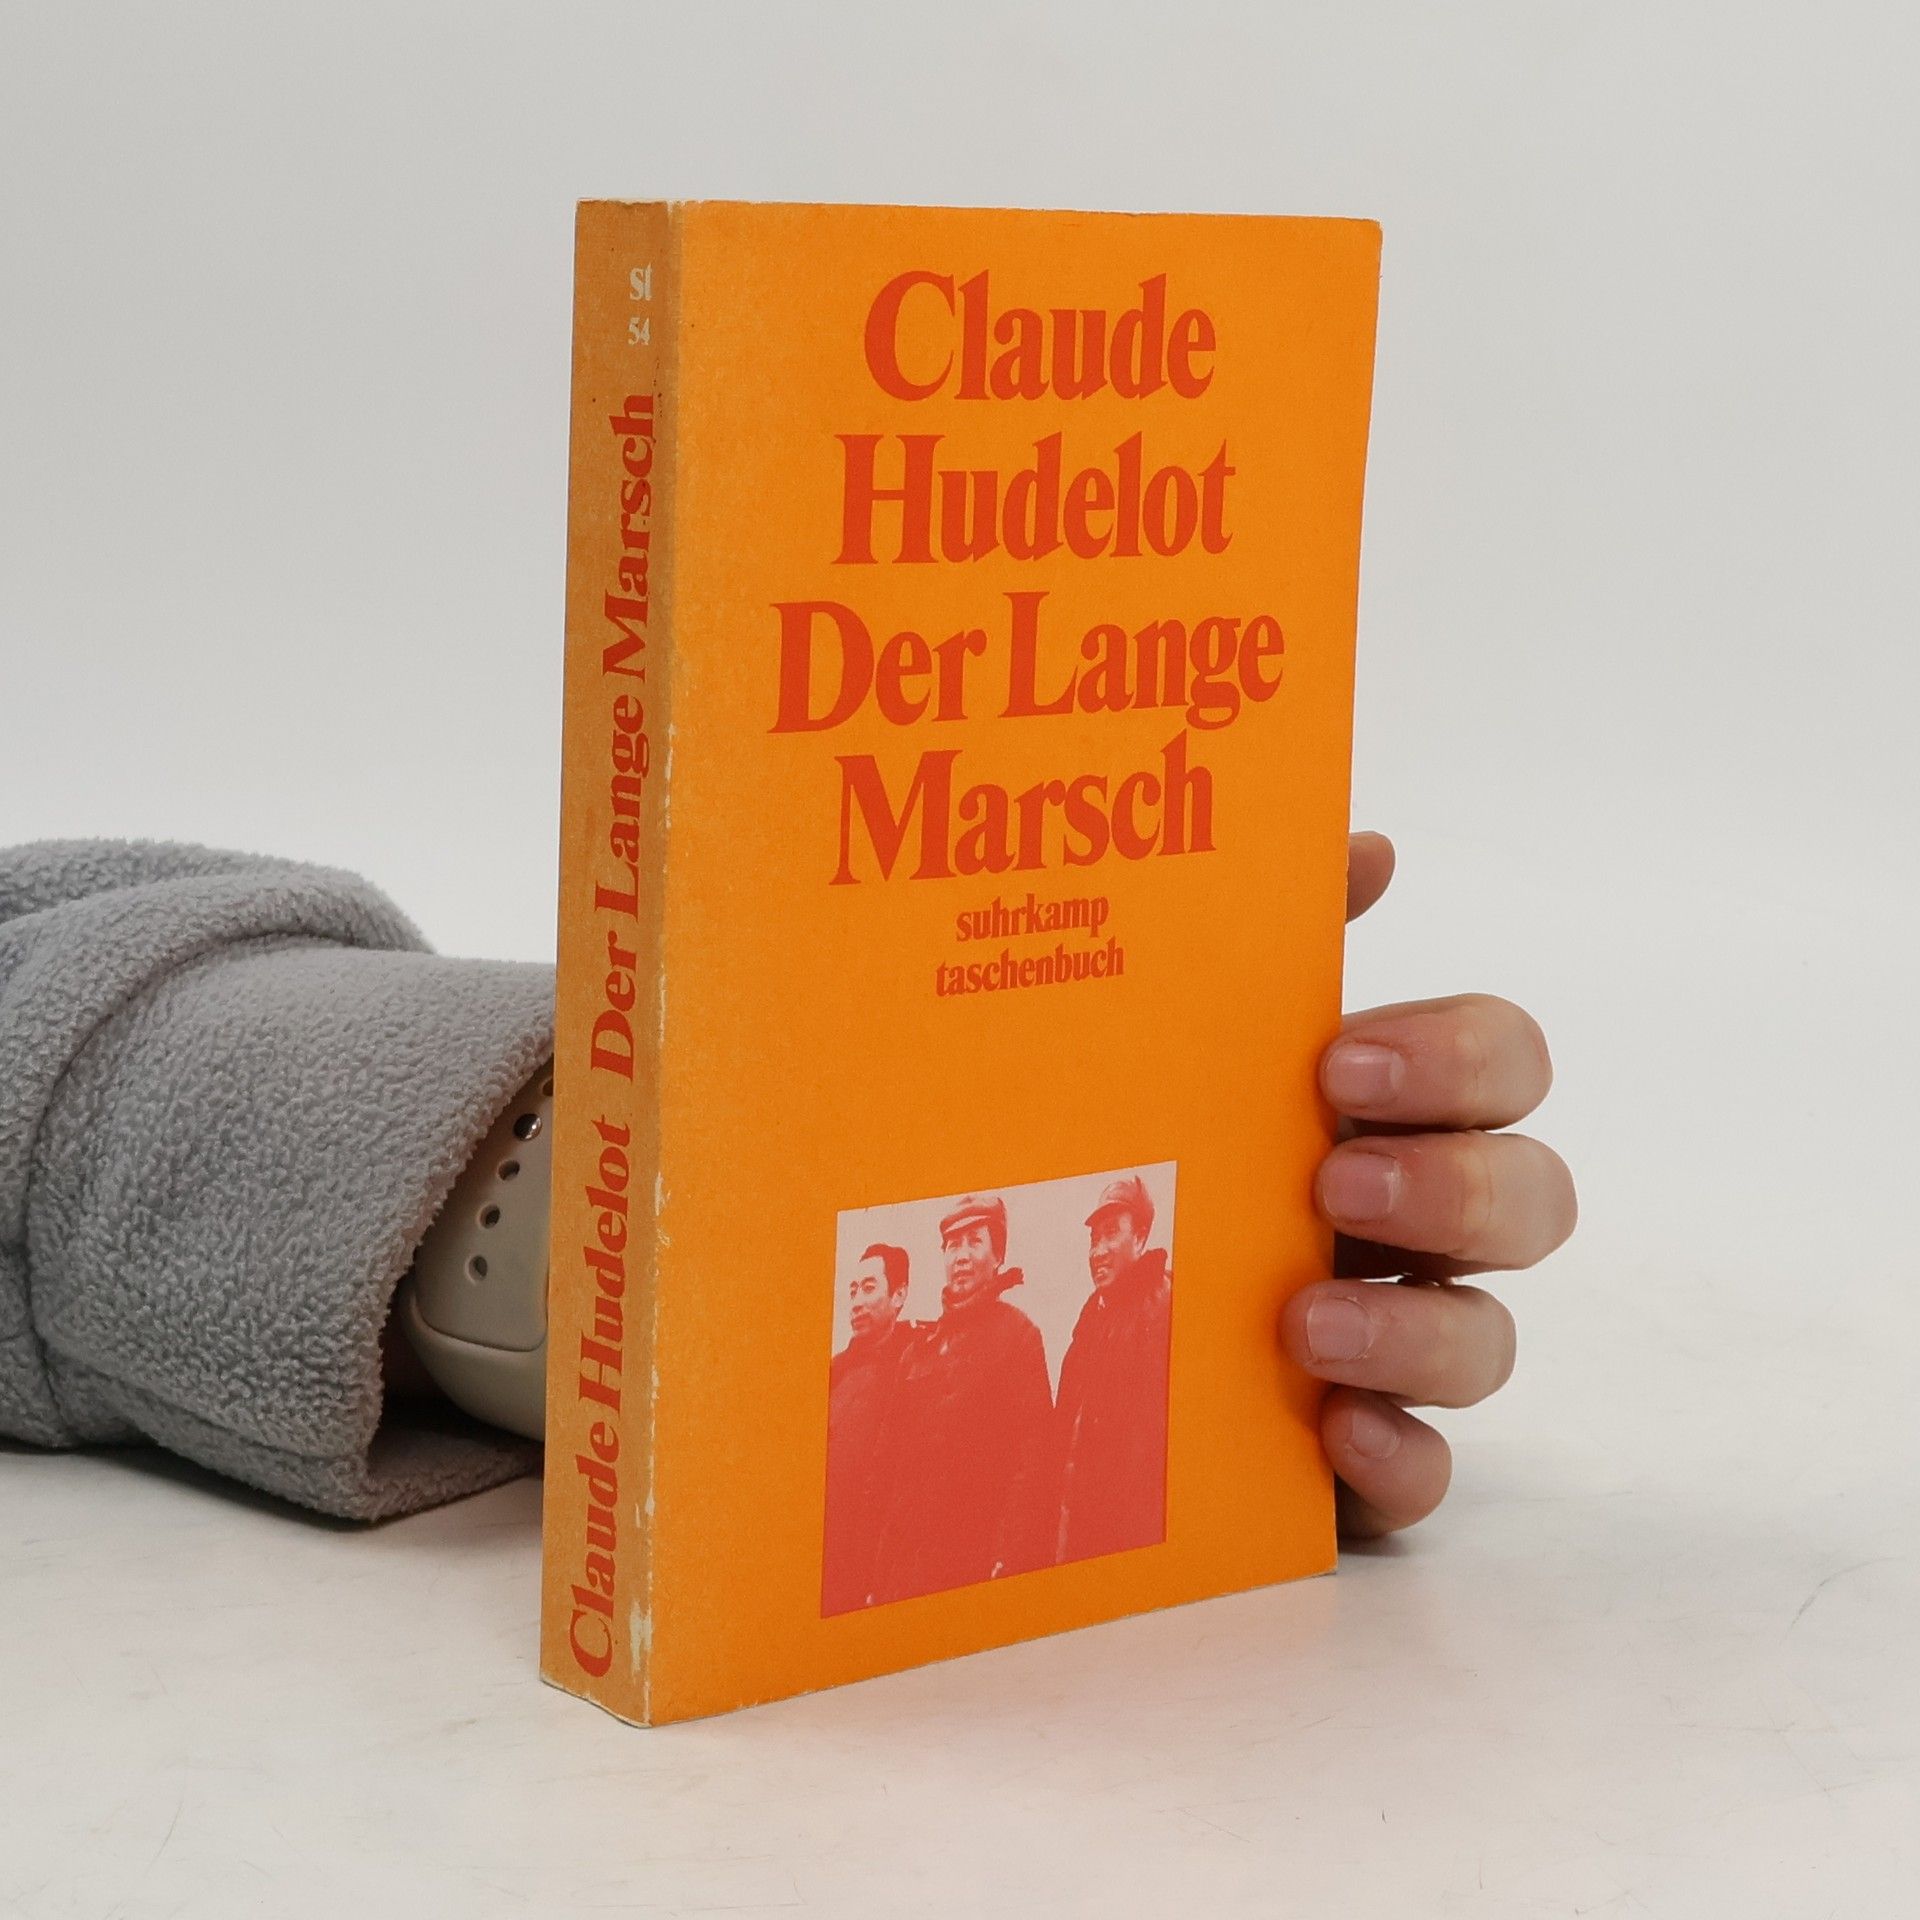 Claude
Hudelot
Der Lange
Marsch
suhrkamp
taschenbuch
st
54
Claude Hudelot Der Lange Marsch